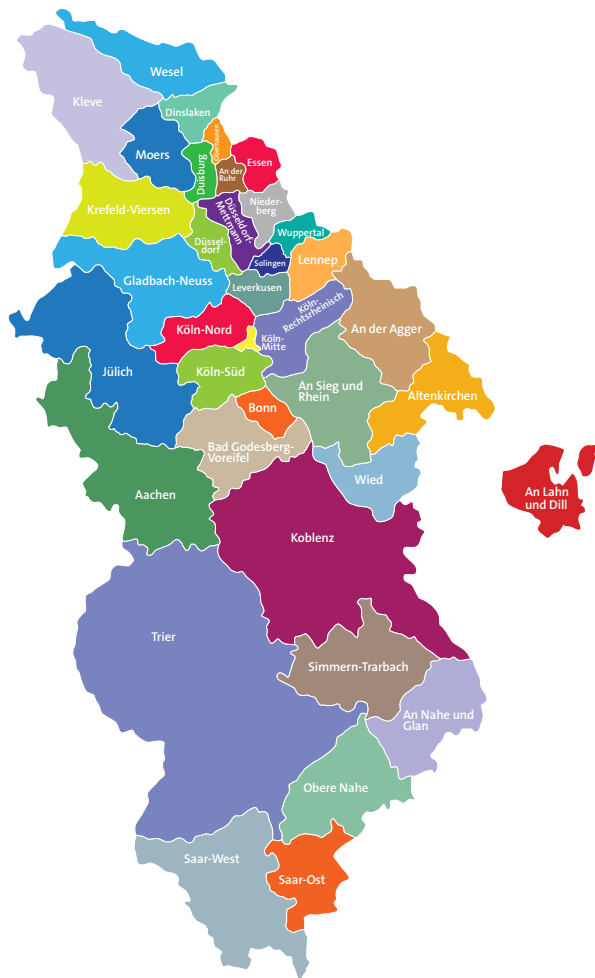 Wesel
Kleve
Dinslaken
Oberhausen
Moers
Duisburg
Essen
An der
Ruhr
Nieder-
berg
Krefeld-Viersen
Düsseldorf-
Mettmann
Wuppertal
Düssel-
dorf
Solingen
Lennep
Gladbach-Neuss
Leverkusen
Köln-
Rechtsrheinisch
Köln-Nord
An der Agger
Köln-
Mitte
Jülich
Köln-Süd
An Sieg und
Rhein
Altenkirchen
Bonn
Bad Godesberg-
Voreifel
Wied
Aachen
An Lahn
und Dill
Koblenz
Trier
Simmern-Trarbach
An Nahe und
Glan
Obere Nahe
Saar-West
Saar-Ost